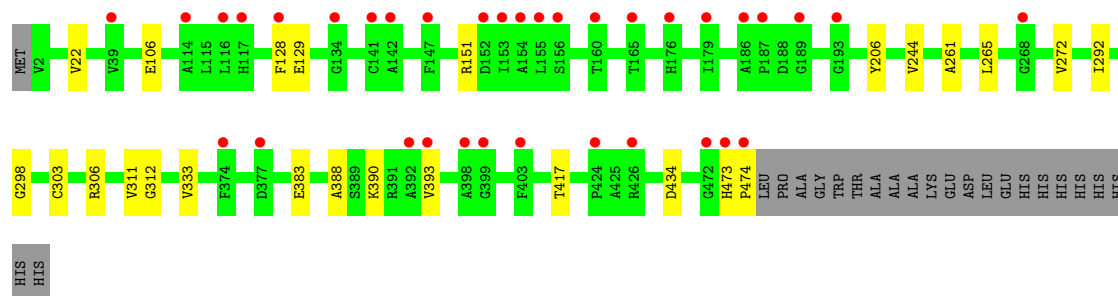 MET V2 V22 V39 E106 A114 L115 L116 H117 F128 E129 G134 C141 A142 F147 R151 D152 I153 A154 L155 S156 T160 T165 H176 I179 A186 P187 D188 G189 G193 Y206 V244 A261 L265 G268 V272 I292
G298 C303 R306 V311 G312 V333 F374 D377 E383 A388 S389 K390 R391 A392 V393 A398 G399 F403 T417 P424 A425 R426 D434 G472 H473 P474 LEU PRO ALA GLY TRP THR ALA ALA ALA LYS GLU ASP LEU GLU HIS HIS HIS HIS HIS HIS
HIS HIS